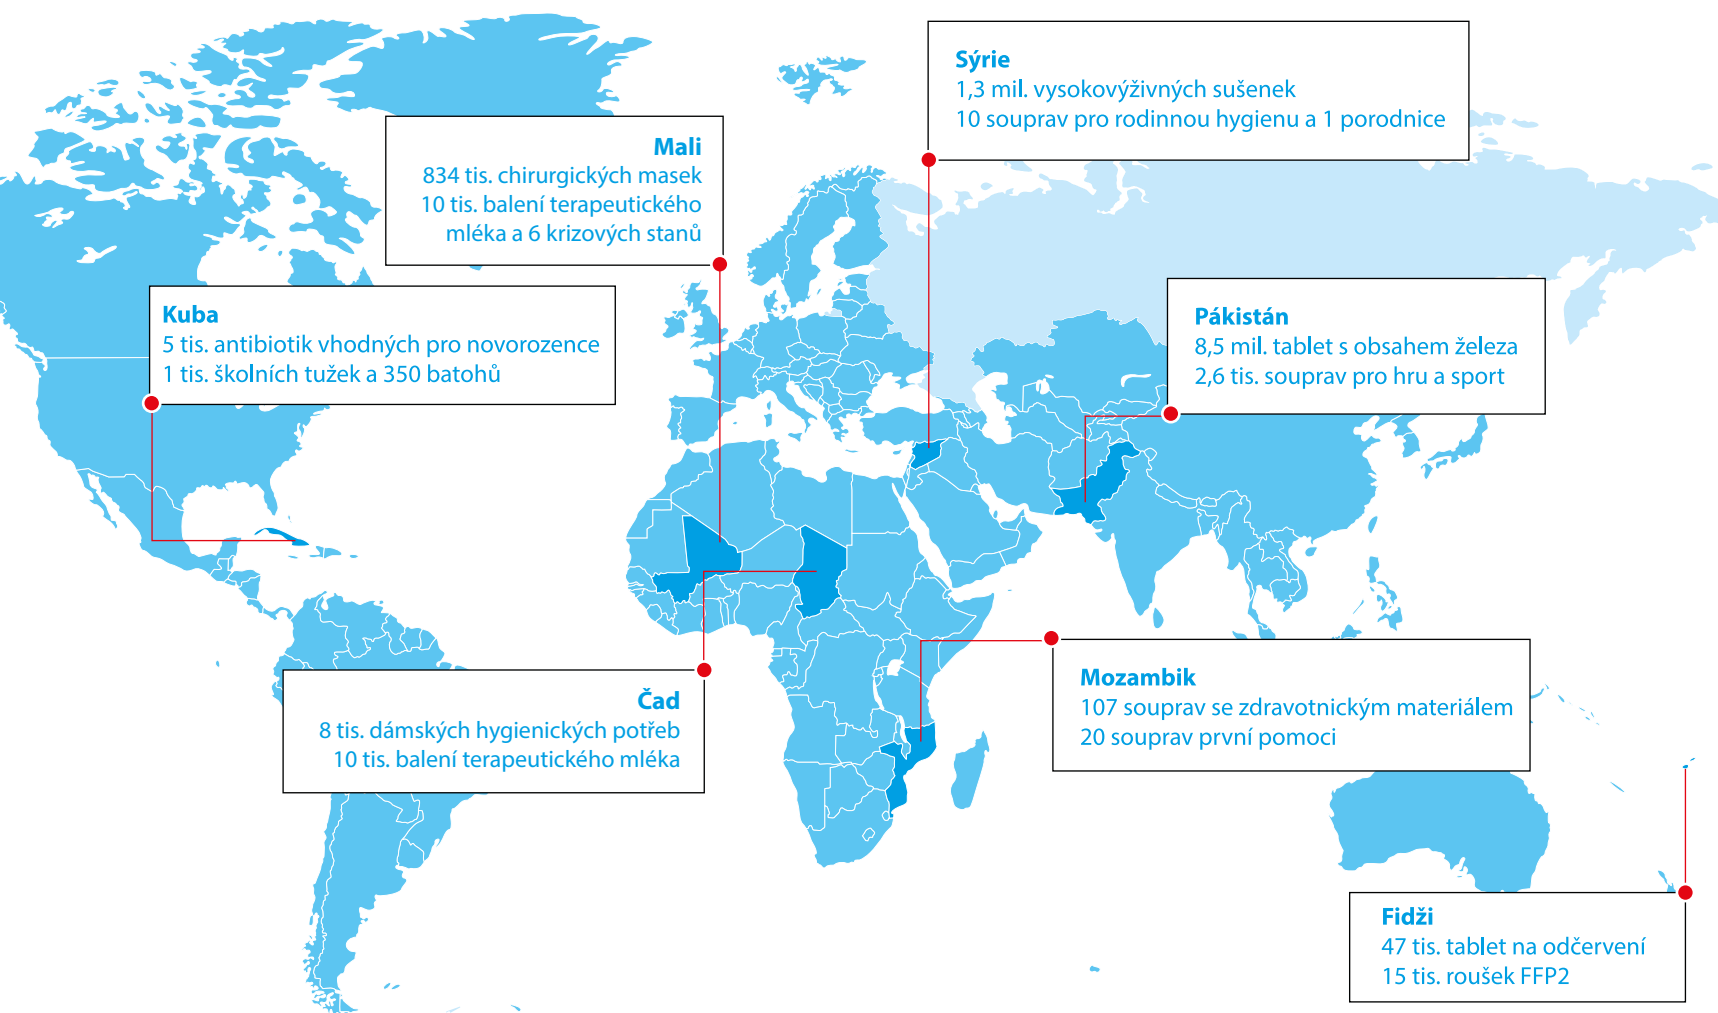 Sýrie
1,3 mil. vysokovýživných sušenek
10 souprav pro rodinnou hygienu a 1 porodnice
Mali
834 tis. chirurgických masek
10 tis. balení terapeutického
mléka a 6 krizových stanů
Kuba
5 tis. antibiotik vhodných pro novorozence
1 tis. školních tužek a 350 batohů
Pákistán
8,5 mil. tablet s obsahem železa
2,6 tis. souprav pro hru a sport
Čad
8 tis. dámských hygienických potřeb
10 tis. balení terapeutického mléka
Mozambik
107 souprav se zdravotnickým materiálem
20 souprav první pomoci
Fidži
47 tis. tablet na odčervení
15 tis. roušek FFP2